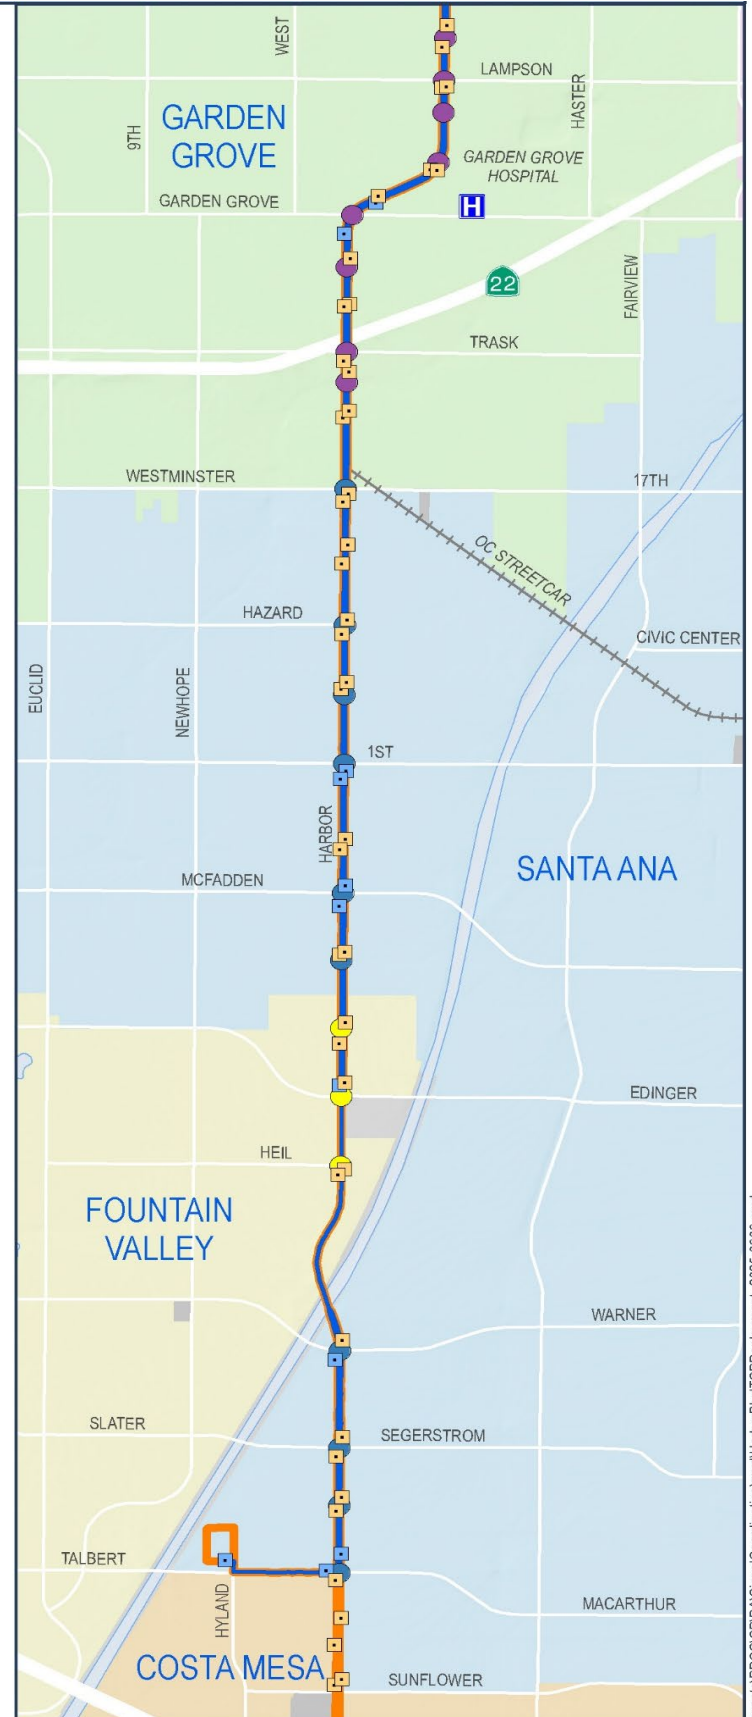 WEST
LAMPSON
HASTER
GARDEN
GROVE
9TH
GARDEN GROVE
HOSPITAL
GARDEN GROVE
H
22
FAIRVIEW
TRASK
WESTMINSTER
17TH
OC STREETCAR
HAZARD
CIVIC CENTER
EUCLID
NEWHOPE
1ST
HARBOR
SANTA ANA
MCFADDEN
EDINGER
HEIL
FOUNTAIN
VALLEY
WARNER
SLATER
SEGERSTROM
TALBERT
HYLAND
MACARTHUR
COSTA MESA
SUNFLOWER